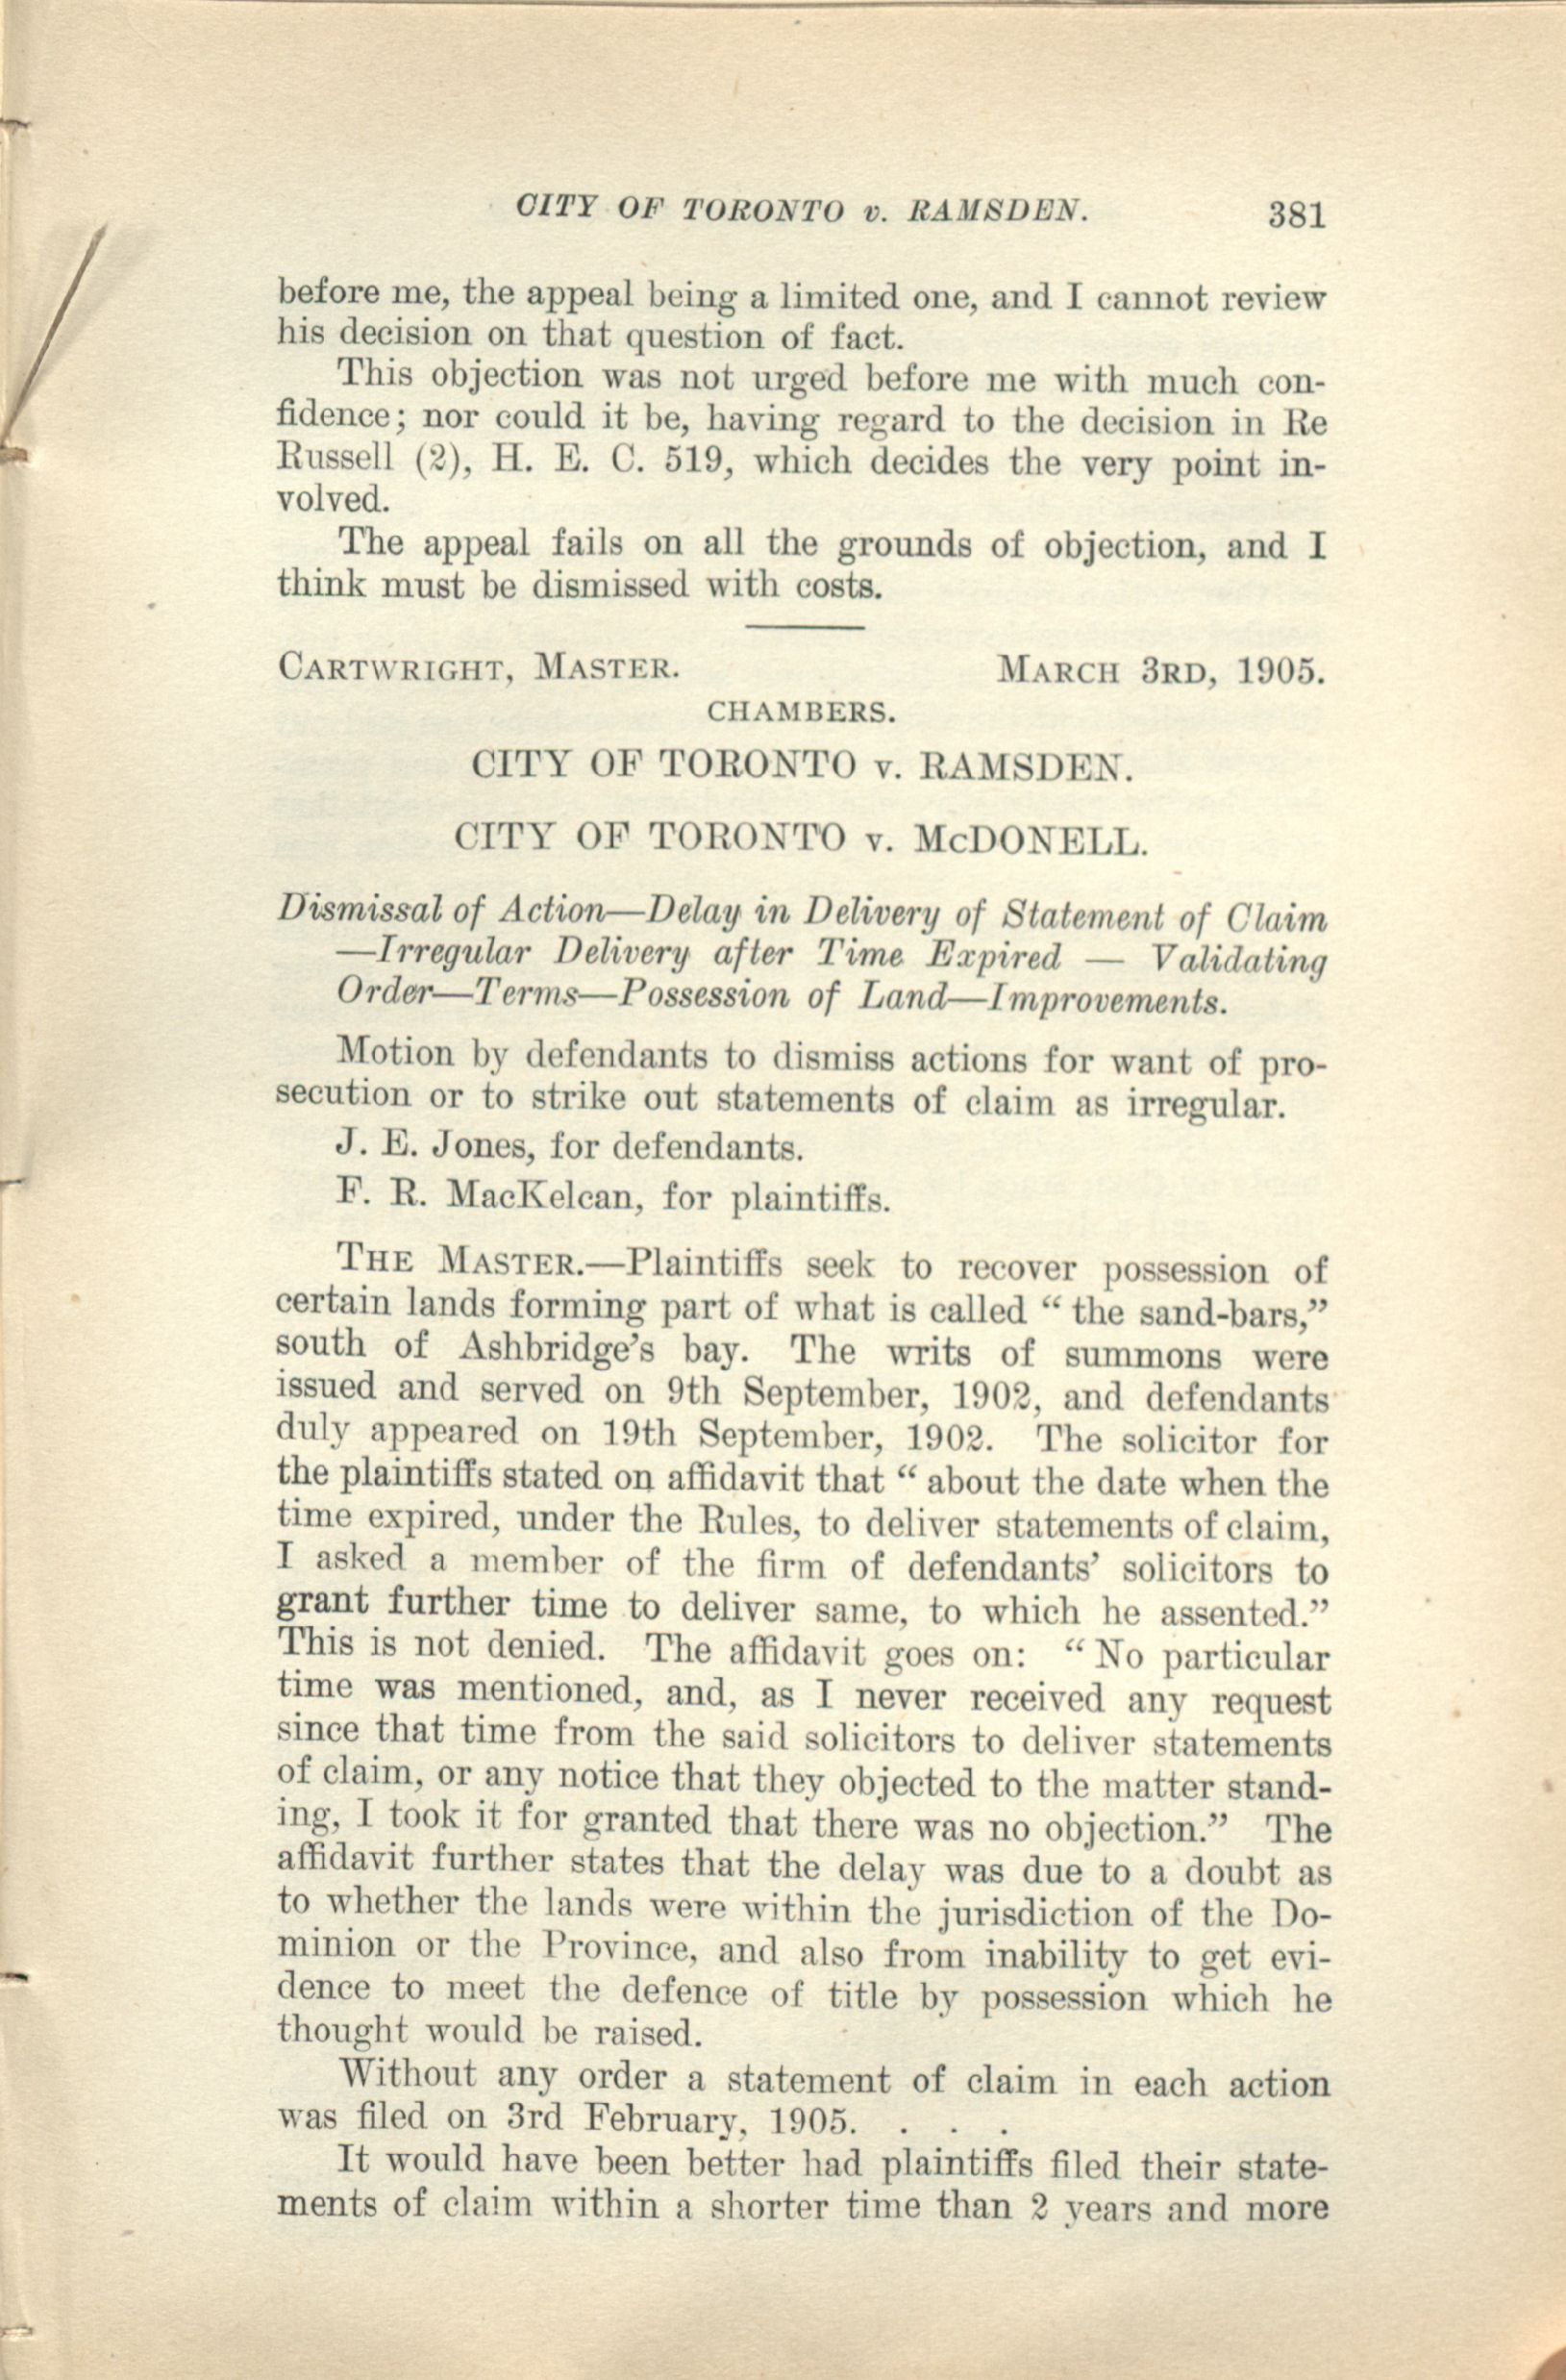 CITY OF TORONTO v. RAMSDEN. 381
before me, the appeal being a limited one, and I cannot review
his decision on that question of fact.
This objection was not urged before me with much con-
fidence; nor could it be, having regard to the decision in Re
Russell (2), H. E. C. 519, which decides the very point in-
volved.
The appeal fails on all the grounds of objection, and I
think must be dismissed with costs.
CARTWRIGHT, MASTER. MARCH 3RD, 1905.
CHAMBERS.
CITY OF TORONTO v. RAMSDEN.
CITY OF TORONTO v. McDONELL.
Dismissal of Action—Delay in Delivery of Statement of Claim
—Irregular Delivery after Time Expired — Validating
Order—Terms—Possession of Land—Improvements.
Motion by defendants to dismiss actions for want of pro-
secution or to strike out statements of claim as irregular.
J. E. Jones, for defendants.
F. R. MacKelcan, for plaintiffs.
THE MASTER.—Plaintiffs seek to recover possession of
certain lands forming part of what is called “ the sand-bars,”
south of Ashbridge’s bay. The writs of summons were
issued and served on 9th September, 1902, and defendants
duly appeared on 19th September, 1902. The solicitor for
the plaintiffs stated on affidavit that “ about the date when the
time expired, under the Rules, to deliver statements of claim,
I asked a member of the firm of defendants’ solicitors to
grant further time to deliver same, to which he assented.”
This is not denied. The affidavit goes on: “ No particular
time was mentioned, and, as I never received any request
since that time from the said solicitors to deliver statements
of claim, or any notice that they objected to the matter stand-
ing, I took it for granted that there was no objection.” The
affidavit further states that the delay was due to a doubt as
to whether the lands were within the jurisdiction of the Do-
minion or the Province, and also from inability to get evi-
dence to meet the defence of title by possession which he
thought would be raised.
Without any order a statement of claim in each action
was filed on 3rd February, 1905. . . .
It would have been better had plaintiffs filed their state-
ments of claim within a shorter time than 2 years and more